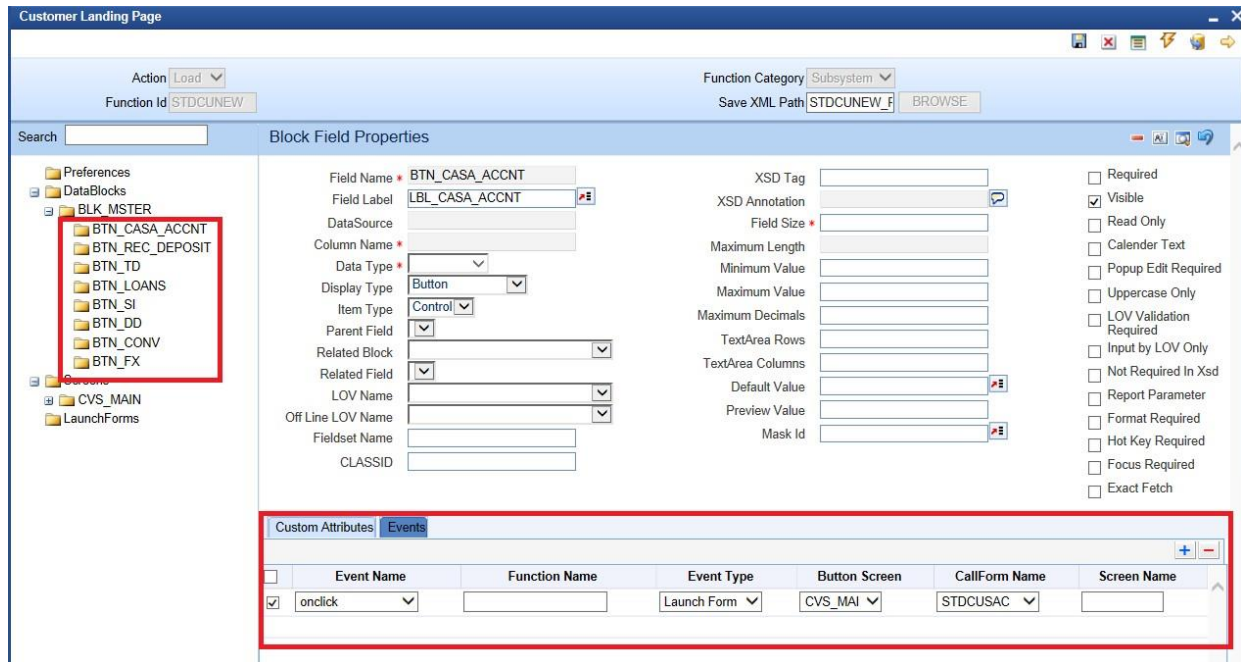 Customer Landing Page
Action Load
Function Category Subsystem
Function Id STDCUNEW
Save XML Path STDCUNEW_F BROWSE
Search
Preferences
DataBlocks
BLK_MSTER
BTN_CASA_ACCNT
BTN_REC_DEPOSIT
BTN_TD
BTN_LOANS
BTN_SI
BTN_DD
BTN_CONV
BTN_FX
Screens
CVS_MAIN
LaunchForms
Block Field Properties
Field Name * BTN_CASA_ACCNT
Field Label LBL_CASA_ACCNT
DataSource
Column Name *
Data Type *
Display Type Button
Item Type Control
Parent Field
Related Block
Related Field
LOV Name
Off Line LOV Name
Fieldset Name
CLASSID
XSD Tag
XSD Annotation
Field Size *
Maximum Length
Minimum Value
Maximum Value
Maximum Decimals
TextArea Rows
TextArea Columns
Default Value
Preview Value
Mask Id
Required
Visible
Read Only
Calender Text
Popup Edit Required
Uppercase Only
LOV Validation
Required
Input by LOV Only
Not Required In Xsd
Report Parameter
Format Required
Hot Key Required
Focus Required
Exact Fetch
Custom Attributes Events
Event Name Function Name Event Type Button Screen CallForm Name Screen Name
onclick Launch Form CVS_MAI STDCUSAC